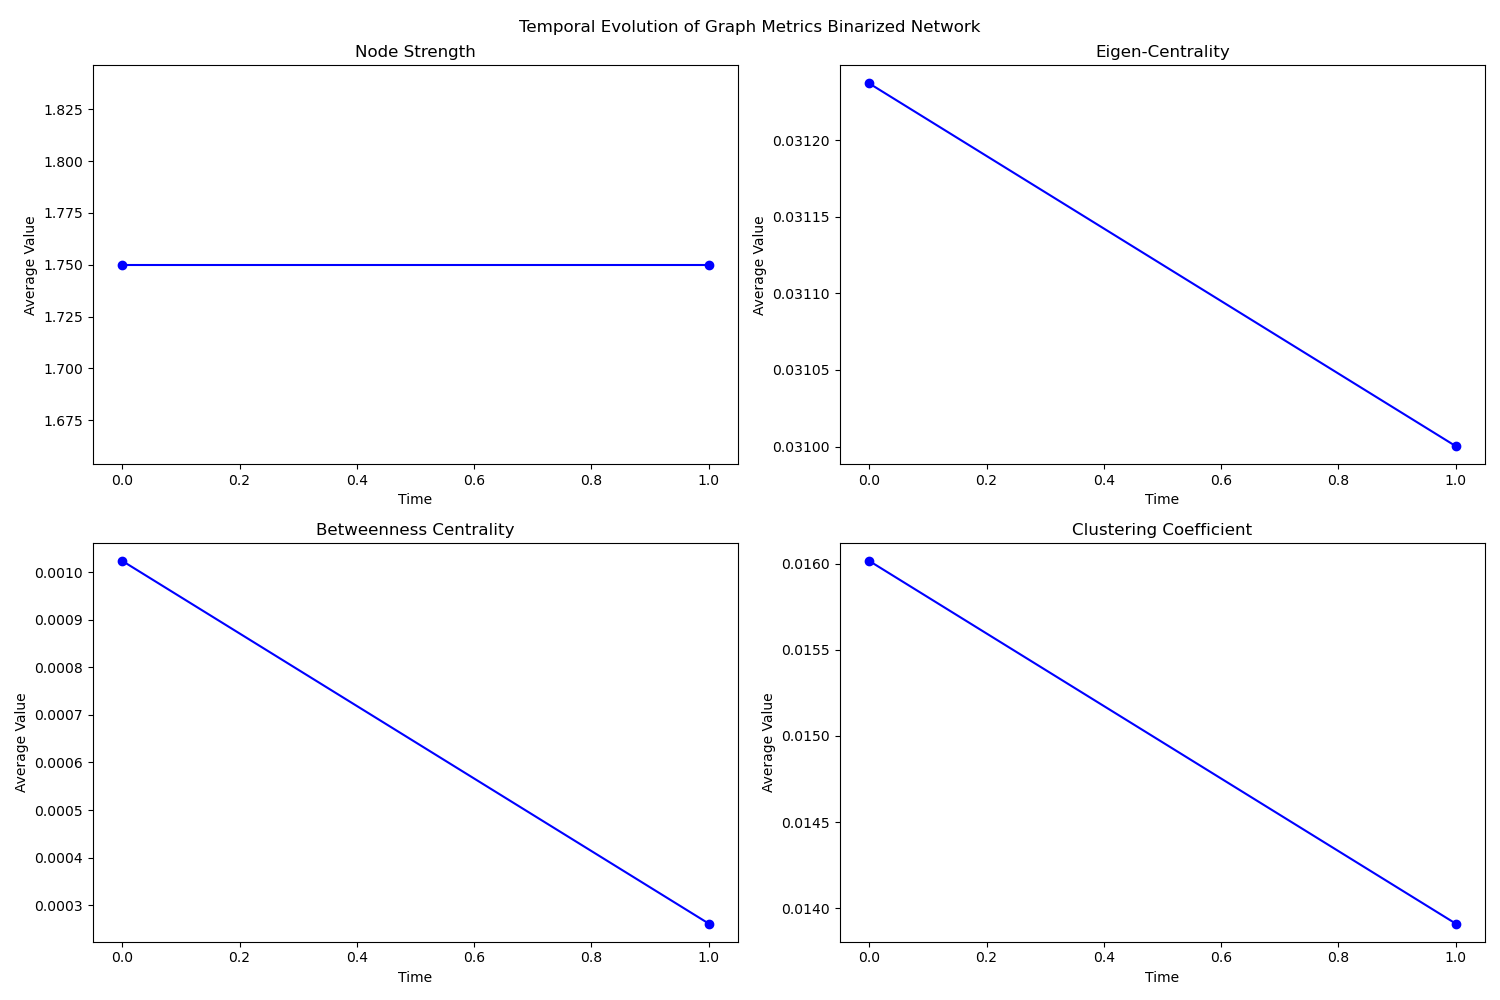 Temporal Evolution of Graph Metrics Binarized Network
Node Strength
Average Value
1.825
1.800
1.775
1.750
1.725
1.700
1.675
0.0 0.2 0.4 0.6 0.8 1.0
Time
Eigen-Centrality
Average Value
0.03120
0.03115
0.03110
0.03105
0.03100
0.0 0.2 0.4 0.6 0.8 1.0
Time
Betweenness Centrality
Average Value
0.0010
0.0009
0.0008
0.0007
0.0006
0.0005
0.0004
0.0003
0.0 0.2 0.4 0.6 0.8 1.0
Time
Clustering Coefficient
Average Value
0.0160
0.0155
0.0150
0.0145
0.0140
0.0 0.2 0.4 0.6 0.8 1.0
Time